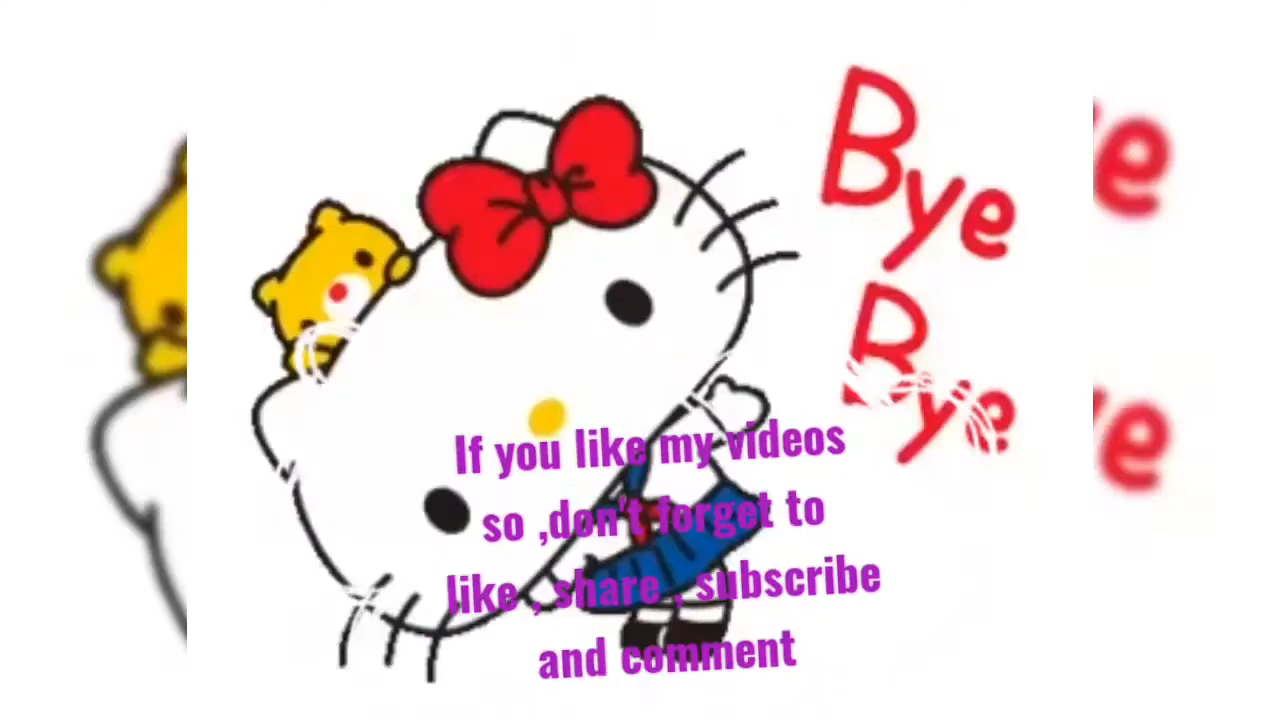 Bye
Bye
If you like my videos
so ,don't forget to
like , share , subscribe
and comment